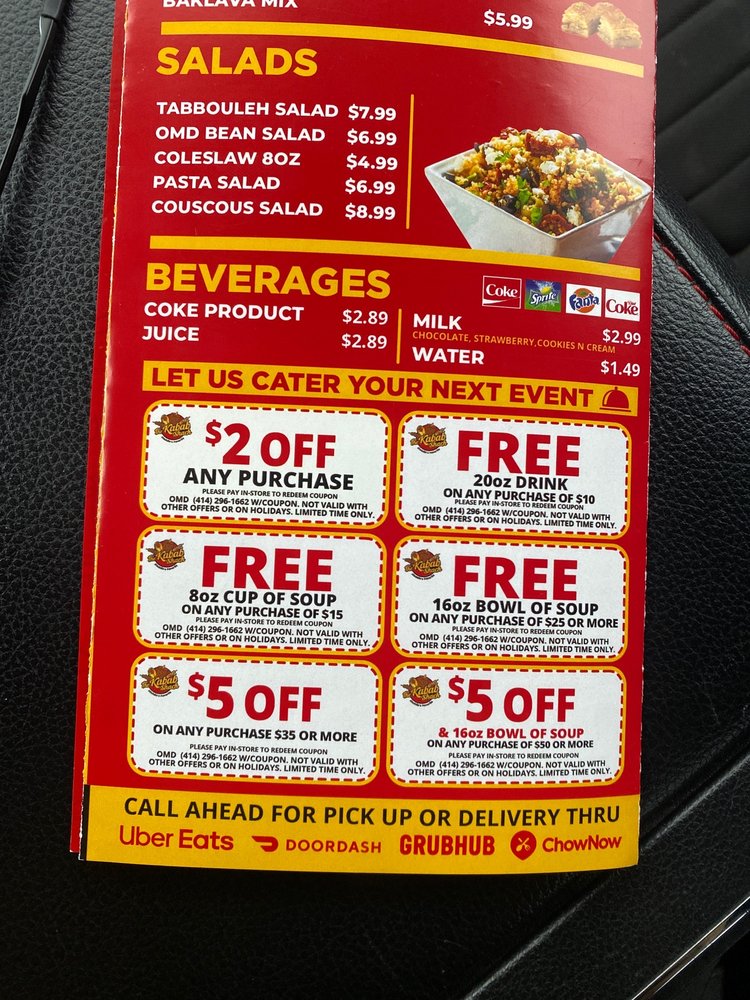 BAKLAVA MIX $5.99
SALADS
TABBOULEH SALAD $7.99
OMD BEAN SALAD $6.99
COLESLAW 8OZ $4.99
PASTA SALAD $6.99
COUSCOUS SALAD $8.99
BEVERAGES
Coke Sprite Fanta Coke
COKE PRODUCT $2.89
JUICE $2.89
MILK $2.99
CHOCOLATE, STRAWBERRY, COOKIES N CREAM
WATER $1.49
LET US CATER YOUR NEXT EVENT
Kabab Shack
$2 OFF
ANY PURCHASE
PLEASE PAY IN-STORE TO REDEEM COUPON
OMD (414) 296-1662 W/COUPON. NOT VALID WITH
OTHER OFFERS OR ON HOLIDAYS. LIMITED TIME ONLY.
Kabab Shack
FREE
20oz DRINK
ON ANY PURCHASE OF $10
PLEASE PAY IN-STORE TO REDEEM COUPON
OMD (414) 296-1662 W/COUPON. NOT VALID WITH
OTHER OFFERS OR ON HOLIDAYS. LIMITED TIME ONLY.
Kabab Shack
FREE
8oz CUP OF SOUP
ON ANY PURCHASE OF $15
PLEASE PAY IN-STORE TO REDEEM COUPON
OMD (414) 296-1662 W/COUPON. NOT VALID WITH
OTHER OFFERS OR ON HOLIDAYS. LIMITED TIME ONLY.
Kabab Shack
FREE
16oz BOWL OF SOUP
ON ANY PURCHASE OF $25 OR MORE
PLEASE PAY IN-STORE TO REDEEM COUPON
OMD (414) 296-1662 W/COUPON. NOT VALID WITH
OTHER OFFERS OR ON HOLIDAYS. LIMITED TIME ONLY.
Kabab Shack
$5 OFF
ON ANY PURCHASE $35 OR MORE
PLEASE PAY IN-STORE TO REDEEM COUPON
OMD (414) 296-1662 W/COUPON. NOT VALID WITH
OTHER OFFERS OR ON HOLIDAYS. LIMITED TIME ONLY.
Kabab Shack
$5 OFF
& 16oz BOWL OF SOUP
ON ANY PURCHASE OF $50 OR MORE
PLEASE PAY IN-STORE TO REDEEM COUPON
OMD (414) 296-1662 W/COUPON. NOT VALID WITH
OTHER OFFERS OR ON HOLIDAYS. LIMITED TIME ONLY.
CALL AHEAD FOR PICK UP OR DELIVERY THRU
Uber Eats DOORDASH GRUBHUB ChowNow